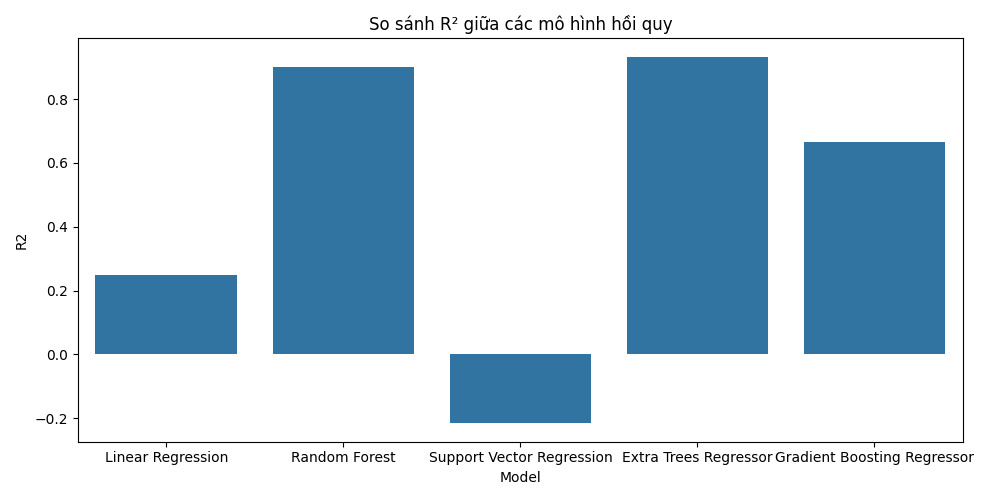 So sánh R² giữa các mô hình hồi quy
R2
0.8
0.6
0.4
0.2
0.0
−0.2
Linear Regression
Random Forest
Support Vector Regression
Extra Trees Regressor
Gradient Boosting Regressor
Model